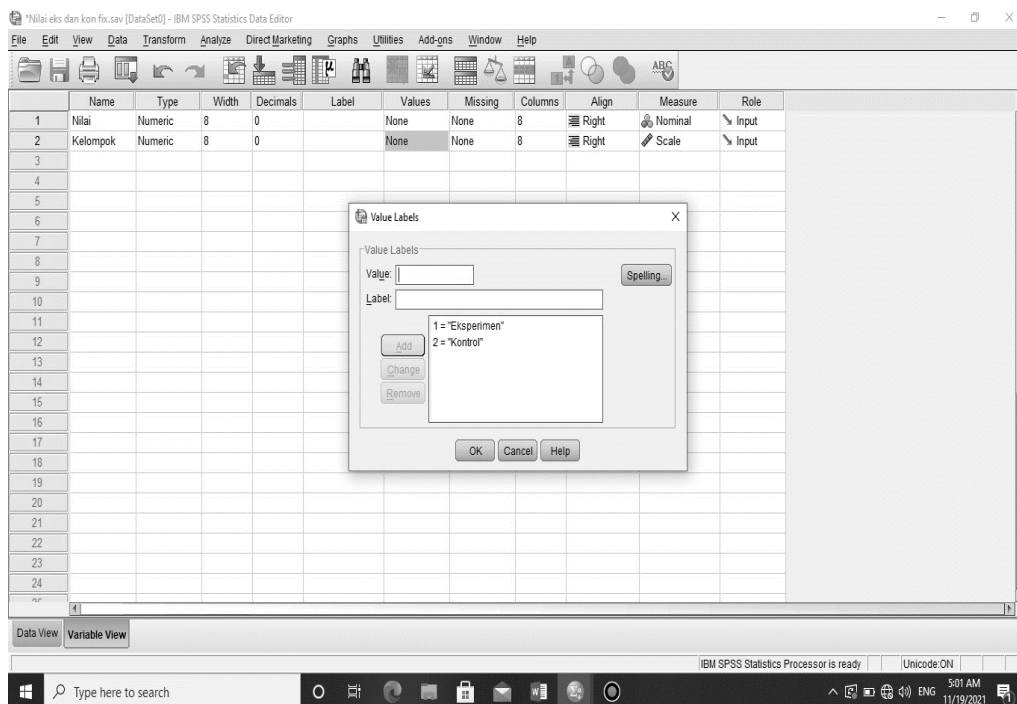 *Nilai eks dan kon fix.sav [DataSet0] - IBM SPSS Statistics Data Editor
File Edit View Data Transform Analyze Direct Marketing Graphs Utilities Add-ons Window Help
Name Type Width Decimals Label Values Missing Columns Align Measure Role
1 Nilai Numeric 8 0 None None 8 Right Nominal Input
2 Kelompok Numeric 8 0 None None 8 Right Scale Input
3
4
5
6
7
8
9
10
11
12
13
14
15
16
17
18
19
20
21
22
23
24
Value Labels
Value Labels
Value:
Spelling...
Label:
1 = "Eksperimen"
2 = "Kontrol"
Add
Change
Remove
OK Cancel Help
Data View Variable View
IBM SPSS Statistics Processor is ready Unicode:ON
Type here to search
ENG
5:01 AM
11/19/2021